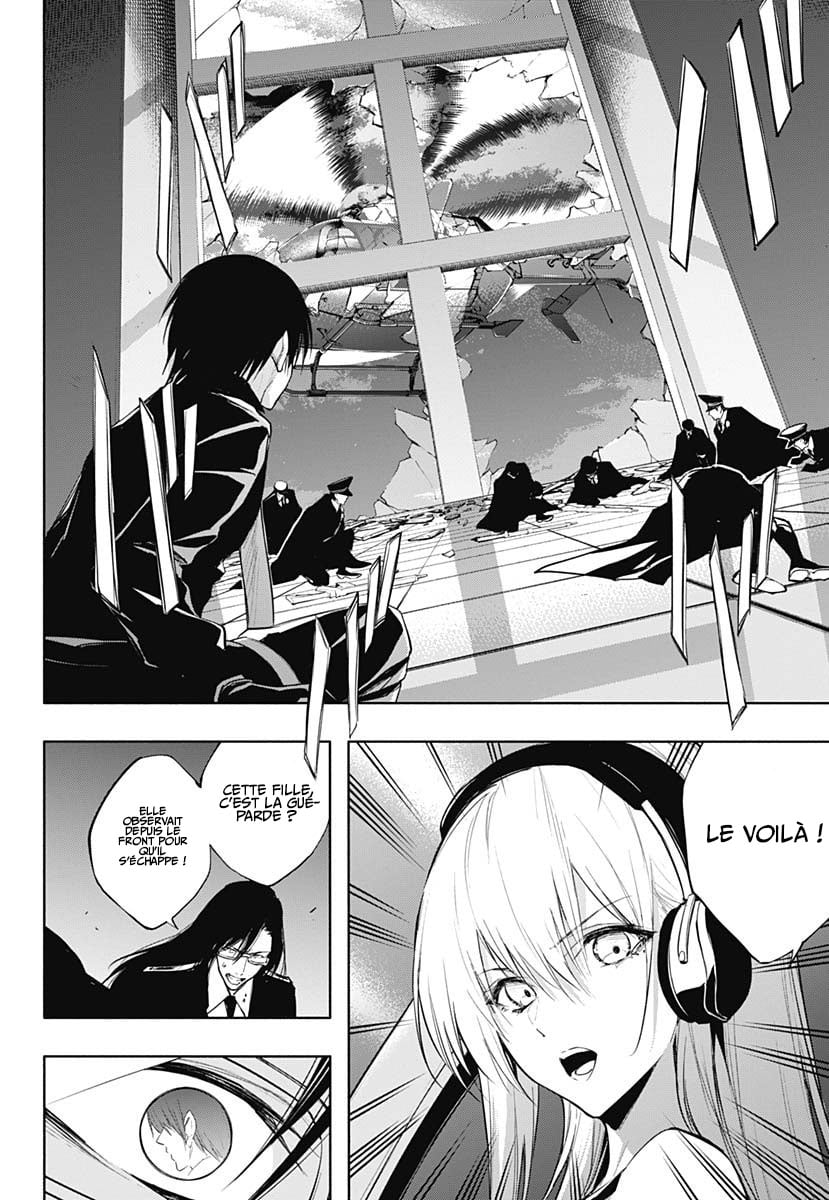 LE VOILÀ !
CETTE FILLE,
C'EST LA GUÉ-
PARDE ?
ELLE
OBSERVAIT
DEPUIS LE
FRONT POUR
QU'IL
S'ÉCHAPPE !